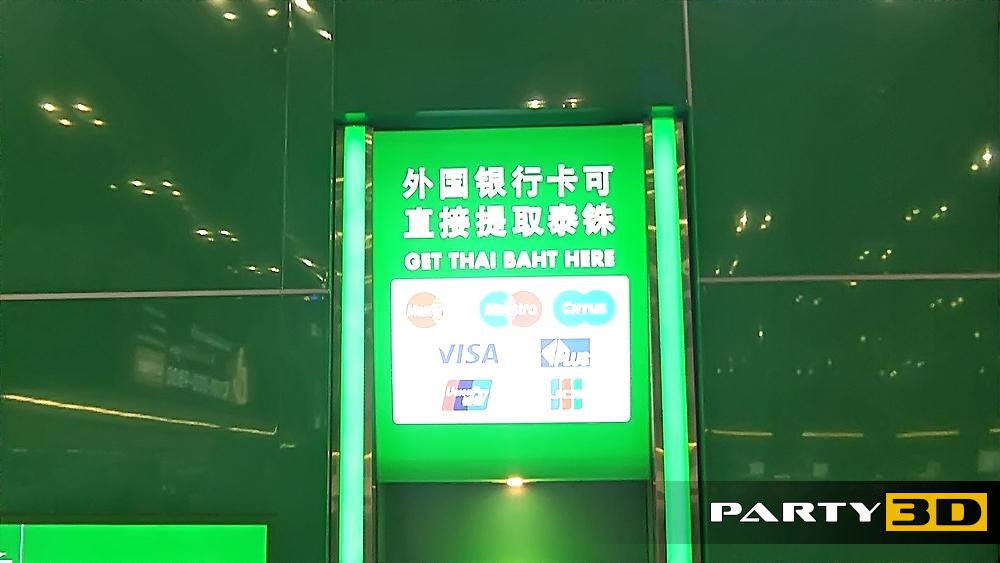 外国银行卡可
直接提取泰铢
GET THAI BAHT HERE
Maestro Cirrus
VISA PLUS
UnionPay JCB
PARTY3D